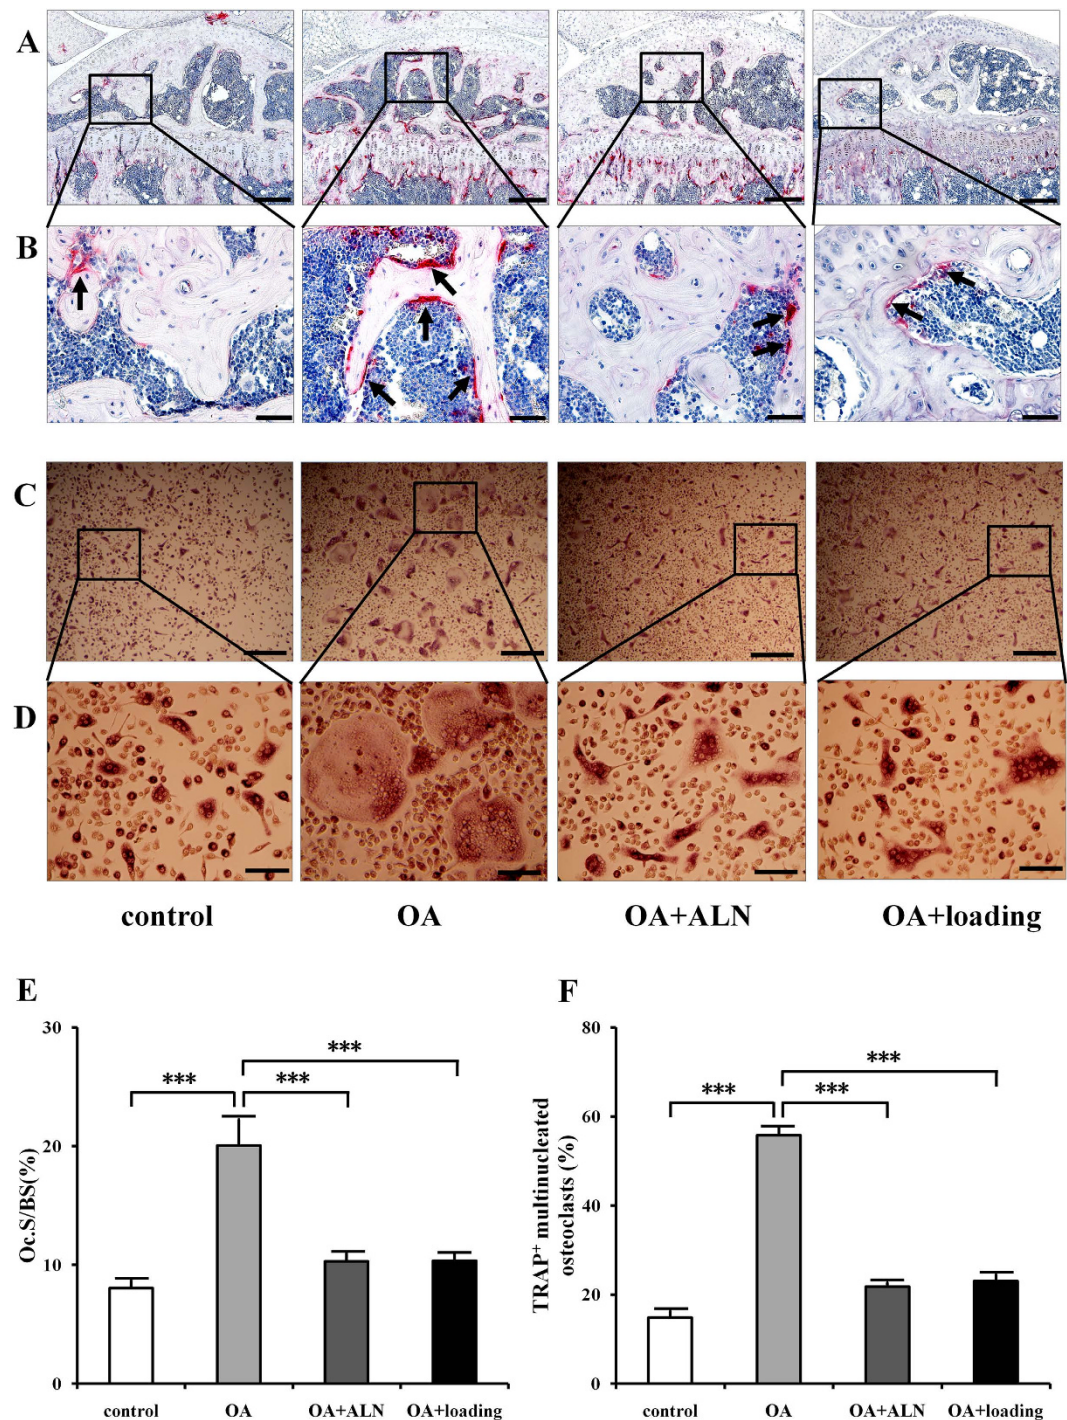 A
B
C
D
control OA OA+ALN OA+loading
E
30
20
10
0
Oc.S/BS(%)
***
***
***
control OA OA+ALN OA+loading
F
80
60
40
20
0
TRAP⁺ multinucleated
osteoclasts (%)
***
***
***
control OA OA+ALN OA+loading